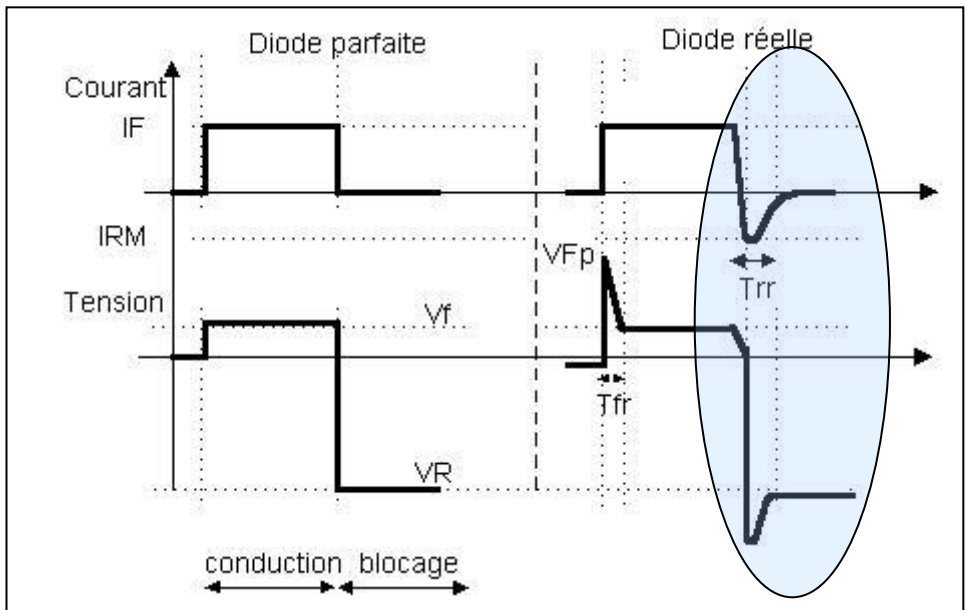 Diode parfaite
Diode réelle
Courant
IF
IRM
VFp
Trr
Tension
Vf
Tfr
VR
conduction blocage